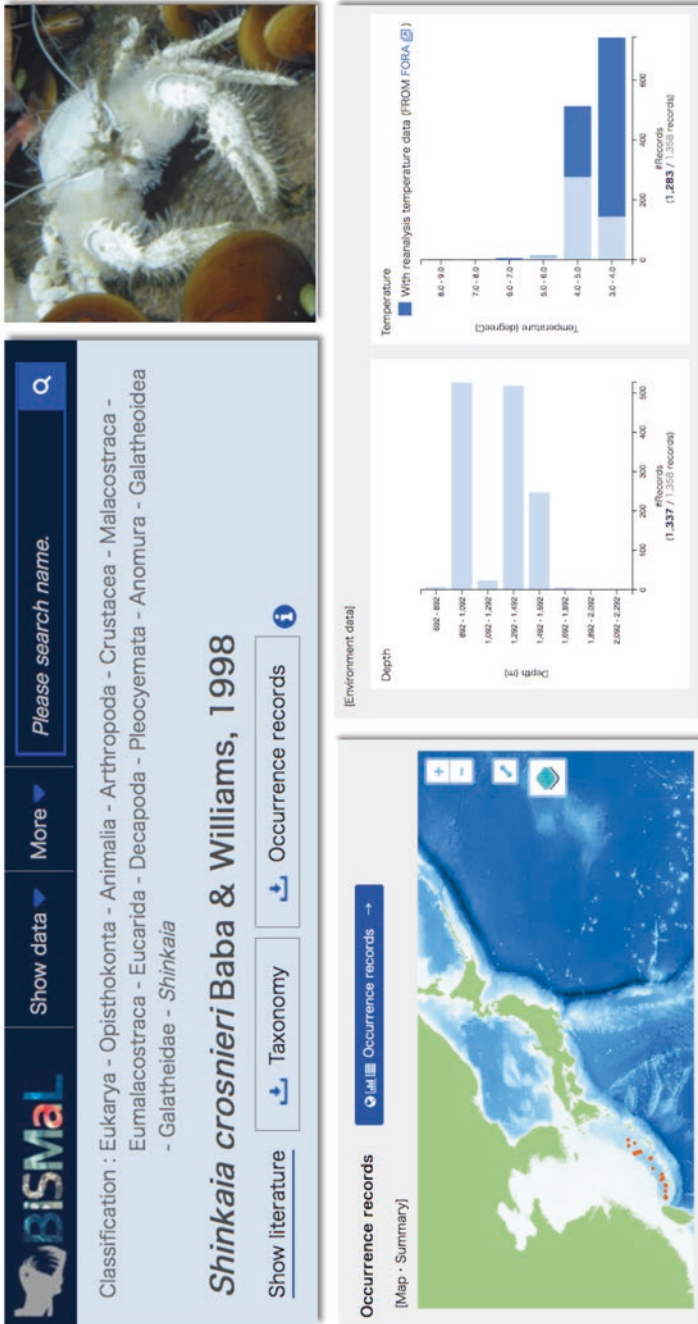 BiSMaL
Show data
More
Please search name.
Classification : Eukarya - Opisthokonta - Animalia - Arthropoda - Crustacea - Malacostraca -
Eumalacostraca - Eucarida - Decapoda - Pleocyemata - Anomura - Galatheoidea
- Galatheidae - Shinkaia
Shinkaia crosnieri Baba & Williams, 1998
Show literature
Taxonomy
Occurrence records
Occurrence records
Occurrence records →
[Map · Summary]
+
−
[Environment data]
Depth
Depth (m)
692 - 892
892 - 1,092
1,092 - 1,292
1,292 - 1,492
1,492 - 1,692
1,692 - 1,892
1,892 - 2,092
2,092 - 2,292
0
100
200
300
400
500
#Records
(1,337 / 1,358 records)
Temperature
With reanalysis temperature data (FROM FORA )
Temperature (degreeC)
8.0 - 9.0
7.0 - 8.0
6.0 - 7.0
5.0 - 6.0
4.0 - 5.0
3.0 - 4.0
0
200
400
600
#Records
(1,283 / 1,358 records)